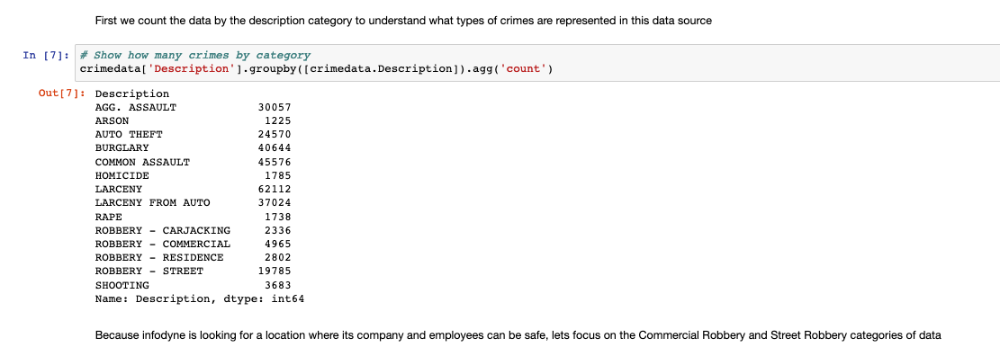 First we count the data by the description category to understand what types of crimes are represented in this data source
In [7]: # Show how many crimes by category
crimedata['Description'].groupby([crimedata.Description]).agg('count')
Out[7]: Description
AGG. ASSAULT 30057
ARSON 1225
AUTO THEFT 24570
BURGLARY 40644
COMMON ASSAULT 45576
HOMICIDE 1785
LARCENY 62112
LARCENY FROM AUTO 37024
RAPE 1738
ROBBERY - CARJACKING 2336
ROBBERY - COMMERCIAL 4965
ROBBERY - RESIDENCE 2802
ROBBERY - STREET 19785
SHOOTING 3683
Name: Description, dtype: int64
Because infodyne is looking for a location where its company and employees can be safe, lets focus on the Commercial Robbery and Street Robbery categories of data